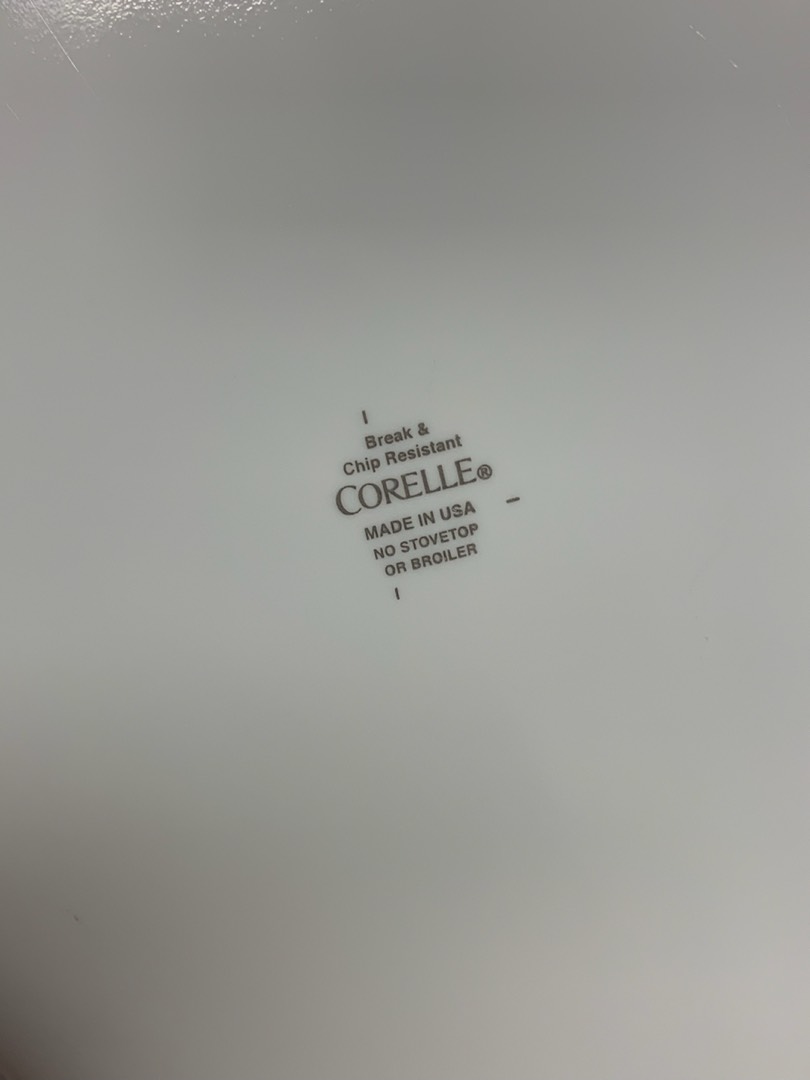 Break &
Chip Resistant
CORELLE®
MADE IN USA
NO STOVETOP
OR BROILER